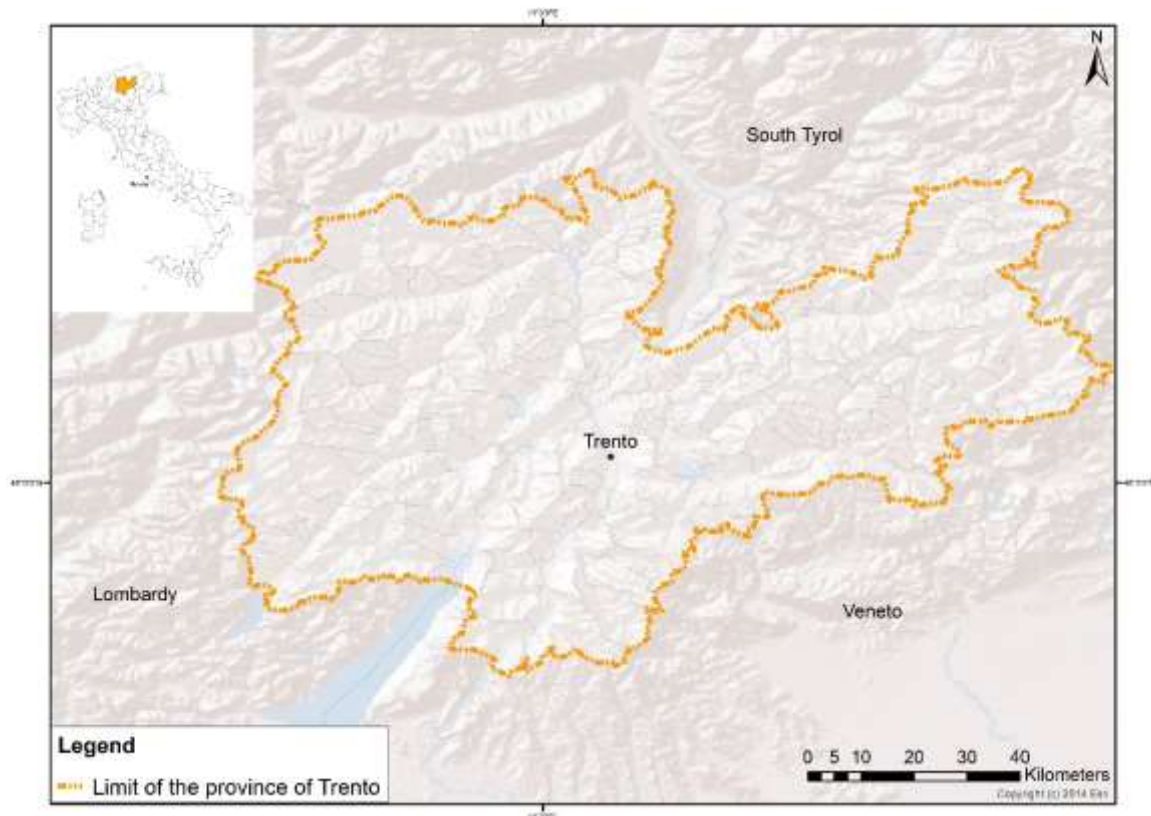 N
South Tyrol
Trento
Lombardy
Veneto
Legend
Limit of the province of Trento
0 5 10 20 30 40
Kilometers
Copyright (c) 2014 Esri